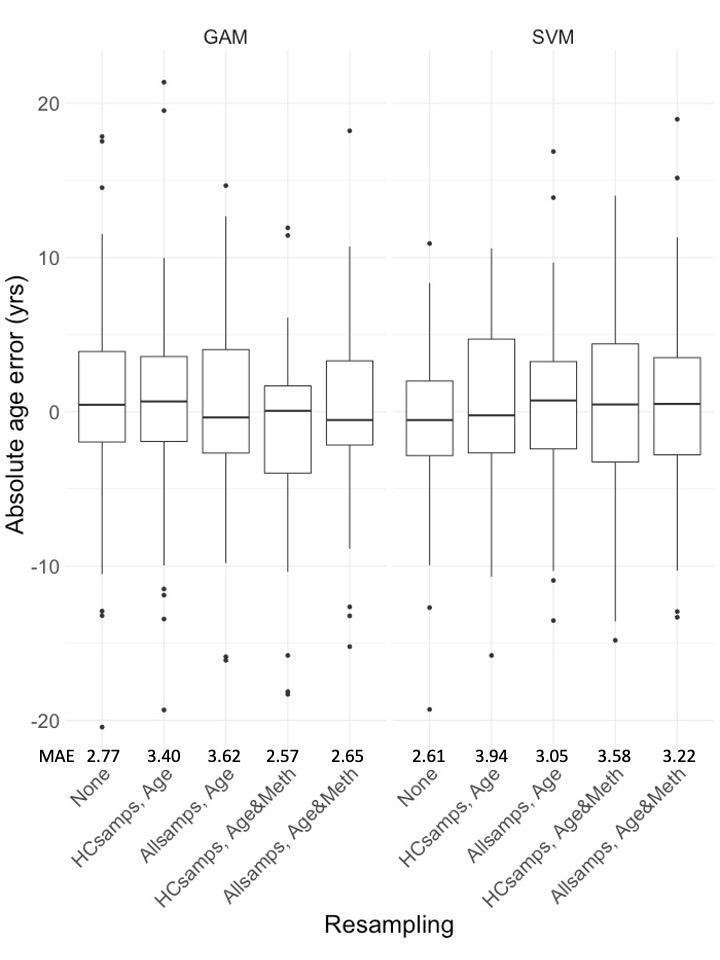 GAM SVM
20
10
0
-10
-20
Absolute age error (yrs)
MAE 2.77 3.40 3.62 2.57 2.65 2.61 3.94 3.05 3.58 3.22
None
HCsamps, Age
Allsamps, Age
HCsamps, Age&Meth
Allsamps, Age&Meth
None
HCsamps, Age
Allsamps, Age
HCsamps, Age&Meth
Allsamps, Age&Meth
Resampling